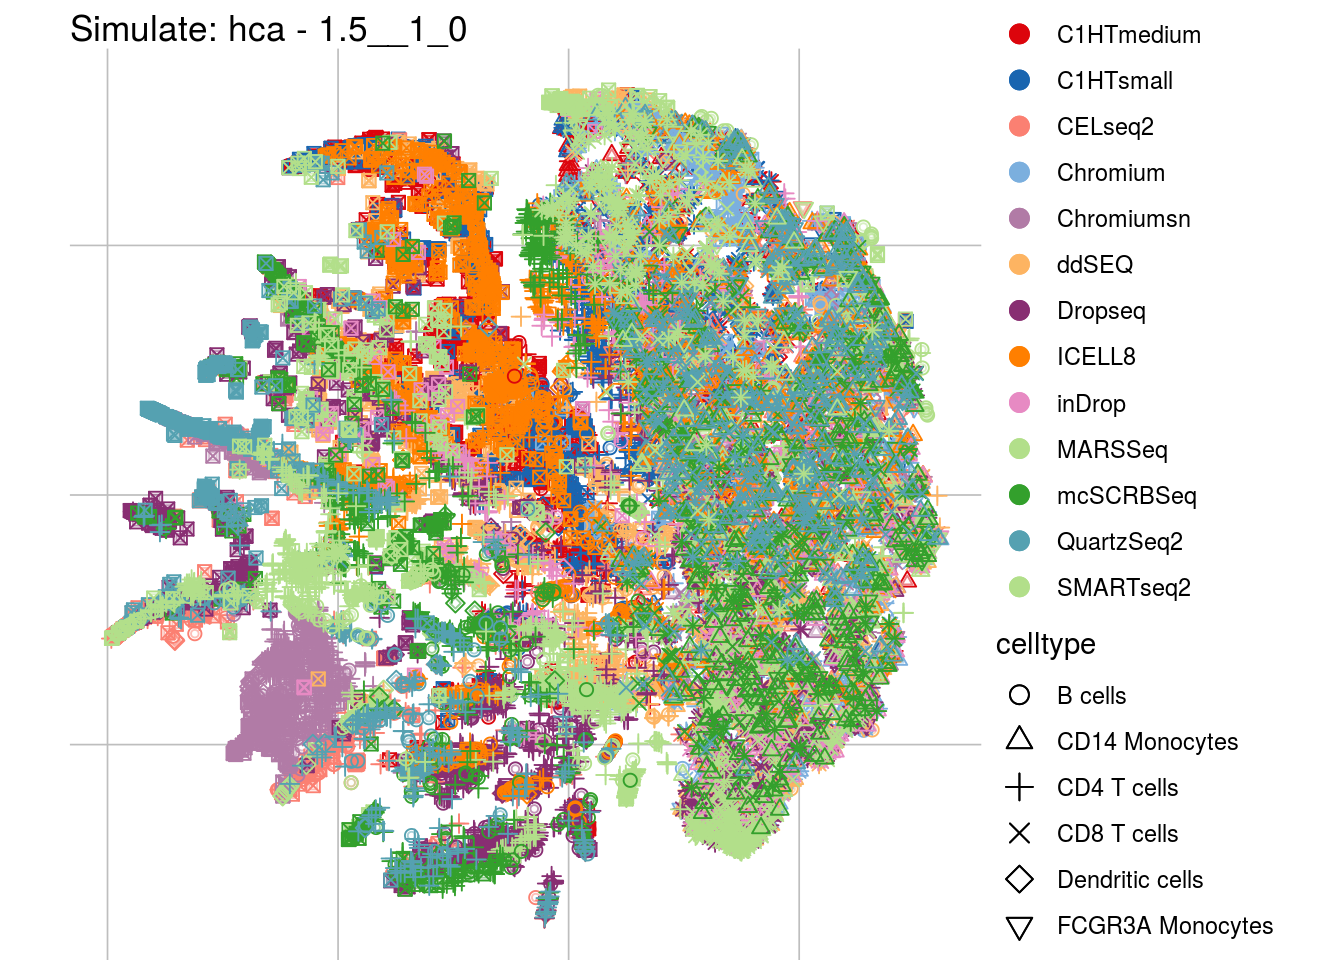 Simulate: hca - 1.5__1_0
C1HTmedium
C1HTsmall
CELseq2
Chromium
Chromiumsn
ddSEQ
Dropseq
ICELL8
inDrop
MARSSeq
mcSCRBSeq
QuartzSeq2
SMARTseq2
celltype
B cells
CD14 Monocytes
CD4 T cells
CD8 T cells
Dendritic cells
FCGR3A Monocytes